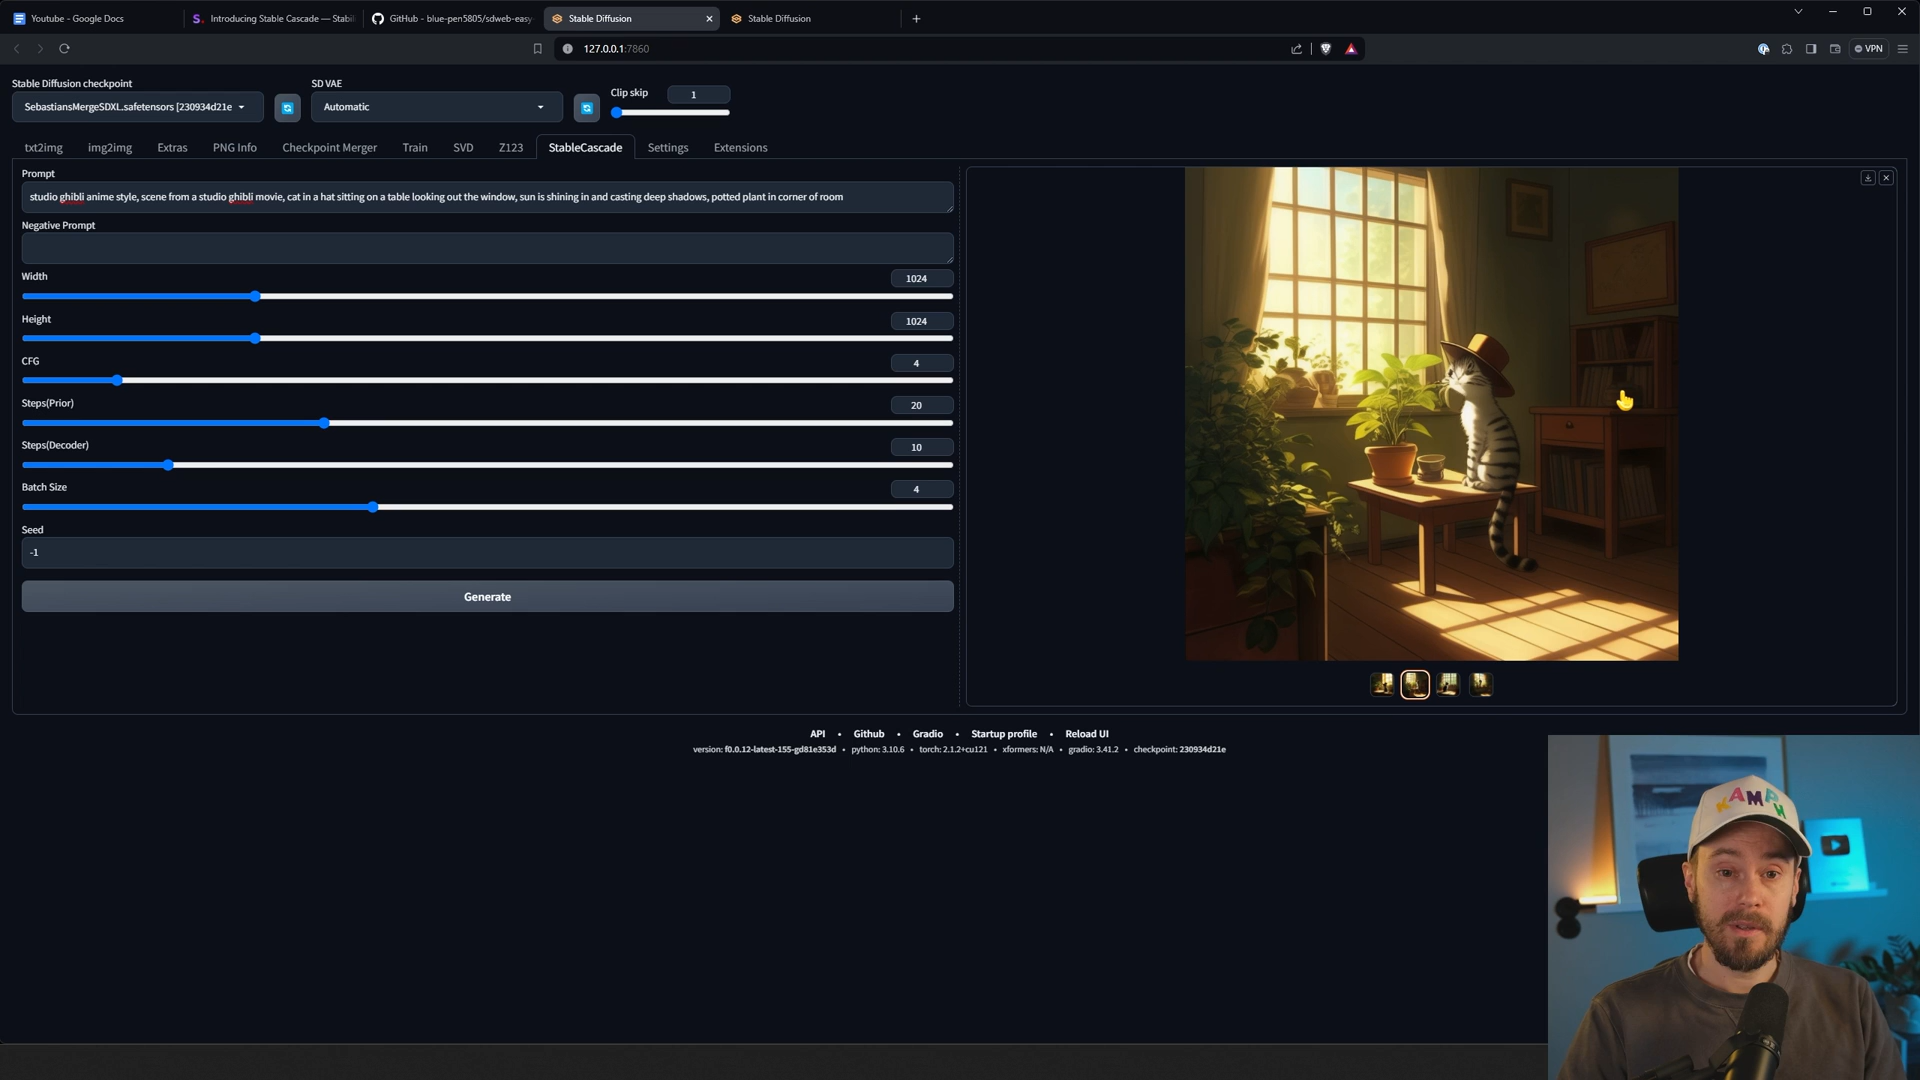 Youtube - Google Docs
S. Introducing Stable Cascade — Stabil
GitHub - blue-pen5805/sdweb-easy
Stable Diffusion
Stable Diffusion
127.0.0.1:7860
VPN
Stable Diffusion checkpoint
SebastiansMergeSDXL.safetensors [230934d21e
SD VAE
Automatic
Clip skip
1
txt2img
img2img
Extras
PNG Info
Checkpoint Merger
Train
SVD
Z123
StableCascade
Settings
Extensions
Prompt
studio ghibli anime style, scene from a studio ghibli movie, cat in a hat sitting on a table looking out the window, sun is shining in and casting deep shadows, potted plant in corner of room
Negative Prompt
Width
1024
Height
1024
CFG
4
Steps(Prior)
20
Steps(Decoder)
10
Batch Size
4
Seed
-1
Generate
API • Github • Gradio • Startup profile • Reload UI
version: f0.0.12-latest-155-gd81e353d • python: 3.10.6 • torch: 2.1.2+cu121 • xformers: N/A • gradio: 3.41.2 • checkpoint: 230934d21e
KAMPH